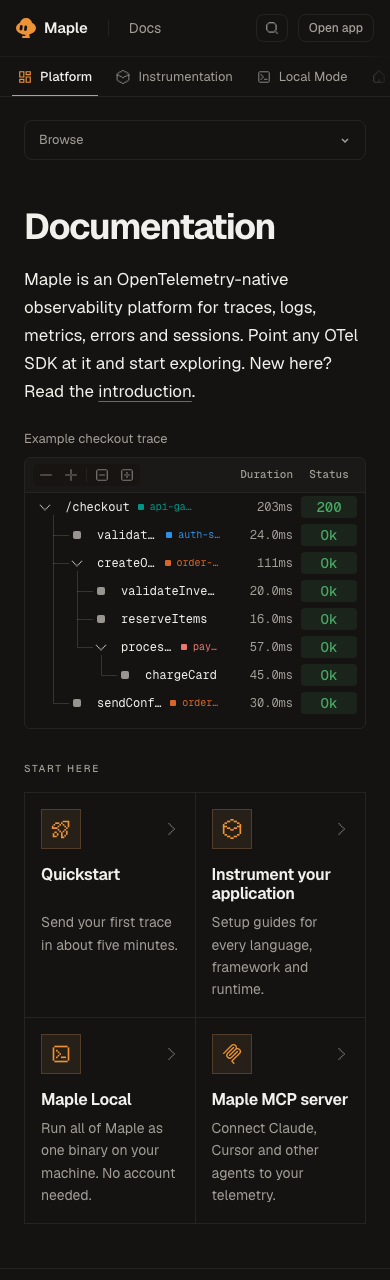 Maple Docs Open app
Platform Instrumentation Local Mode
Browse
Documentation
Maple is an OpenTelemetry-native
observability platform for traces, logs,
metrics, errors and sessions. Point any OTel
SDK at it and start exploring. New here?
Read the introduction.
Example checkout trace
Duration Status
/checkout api-ga… 203ms 200
validat… auth-s… 24.0ms Ok
createO… order-… 111ms Ok
validateInve… 20.0ms Ok
reserveItems 16.0ms Ok
proces… pay… 57.0ms Ok
chargeCard 45.0ms Ok
sendConf… order… 30.0ms Ok
START HERE
Quickstart
Send your first trace
in about five minutes.
Instrument your
application
Setup guides for
every language,
framework and
runtime.
Maple Local
Run all of Maple as
one binary on your
machine. No account
needed.
Maple MCP server
Connect Claude,
Cursor and other
agents to your
telemetry.